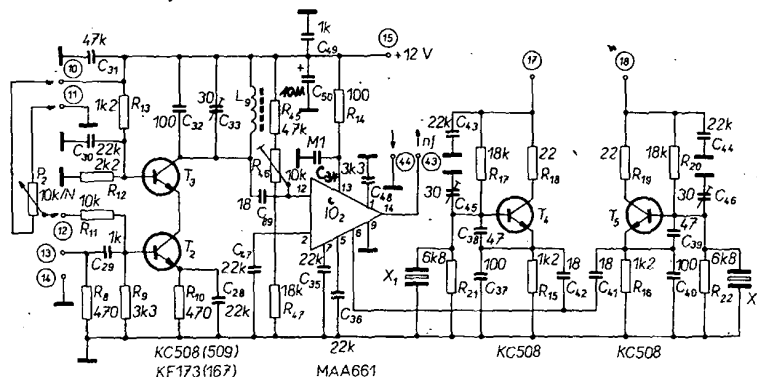 1k
C49
15
+12 V
17
18
47k
C31
10
11
1k2
R13
100
C32
30
C33
L9
10M
C50
R45
47k
100
R14
22k
C43
18k
R17
22
R18
22
R19
18k
R20
22k
C44
C30
22k
2k2
R12
T3
M1
C34
3k3
C48
nf
44
43
P2
10k/N
10k
R11
12
R46
18
C69
12
13
1
14
IO2
2
7
5
6
9
30
C45
T4
T5
30
C46
13
14
1k
C29
T2
C47
22k
22k
C35
C36
6k8
C38
47
47
C39
6k8
R8
470
R9
3k3
R10
470
C28
22k
18k
R47
X1
R21
100
C37
1k2
R15
18
C42
18
C41
1k2
R16
100
C40
R22
X
22k
KC508 (509)
KF173 (167)
MAA661
KC508
KC508